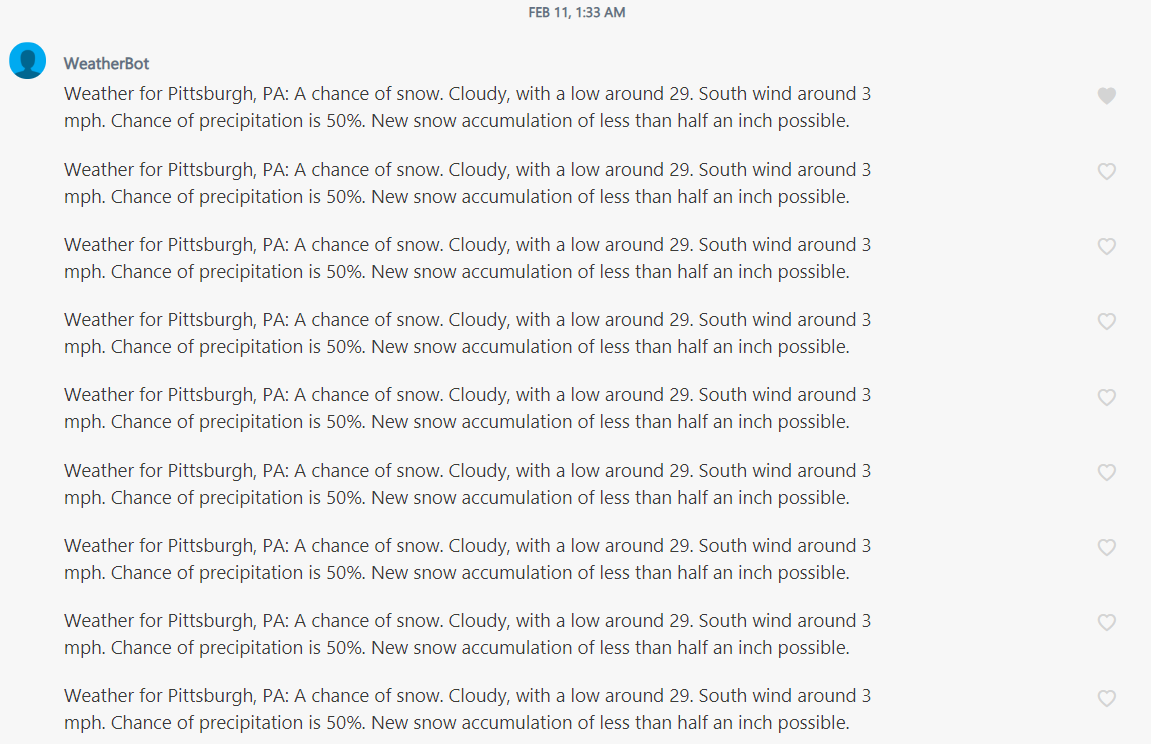 FEB 11, 1:33 AM
WeatherBot
Weather for Pittsburgh, PA: A chance of snow. Cloudy, with a low around 29. South wind around 3
mph. Chance of precipitation is 50%. New snow accumulation of less than half an inch possible.
Weather for Pittsburgh, PA: A chance of snow. Cloudy, with a low around 29. South wind around 3
mph. Chance of precipitation is 50%. New snow accumulation of less than half an inch possible.
Weather for Pittsburgh, PA: A chance of snow. Cloudy, with a low around 29. South wind around 3
mph. Chance of precipitation is 50%. New snow accumulation of less than half an inch possible.
Weather for Pittsburgh, PA: A chance of snow. Cloudy, with a low around 29. South wind around 3
mph. Chance of precipitation is 50%. New snow accumulation of less than half an inch possible.
Weather for Pittsburgh, PA: A chance of snow. Cloudy, with a low around 29. South wind around 3
mph. Chance of precipitation is 50%. New snow accumulation of less than half an inch possible.
Weather for Pittsburgh, PA: A chance of snow. Cloudy, with a low around 29. South wind around 3
mph. Chance of precipitation is 50%. New snow accumulation of less than half an inch possible.
Weather for Pittsburgh, PA: A chance of snow. Cloudy, with a low around 29. South wind around 3
mph. Chance of precipitation is 50%. New snow accumulation of less than half an inch possible.
Weather for Pittsburgh, PA: A chance of snow. Cloudy, with a low around 29. South wind around 3
mph. Chance of precipitation is 50%. New snow accumulation of less than half an inch possible.
Weather for Pittsburgh, PA: A chance of snow. Cloudy, with a low around 29. South wind around 3
mph. Chance of precipitation is 50%. New snow accumulation of less than half an inch possible.